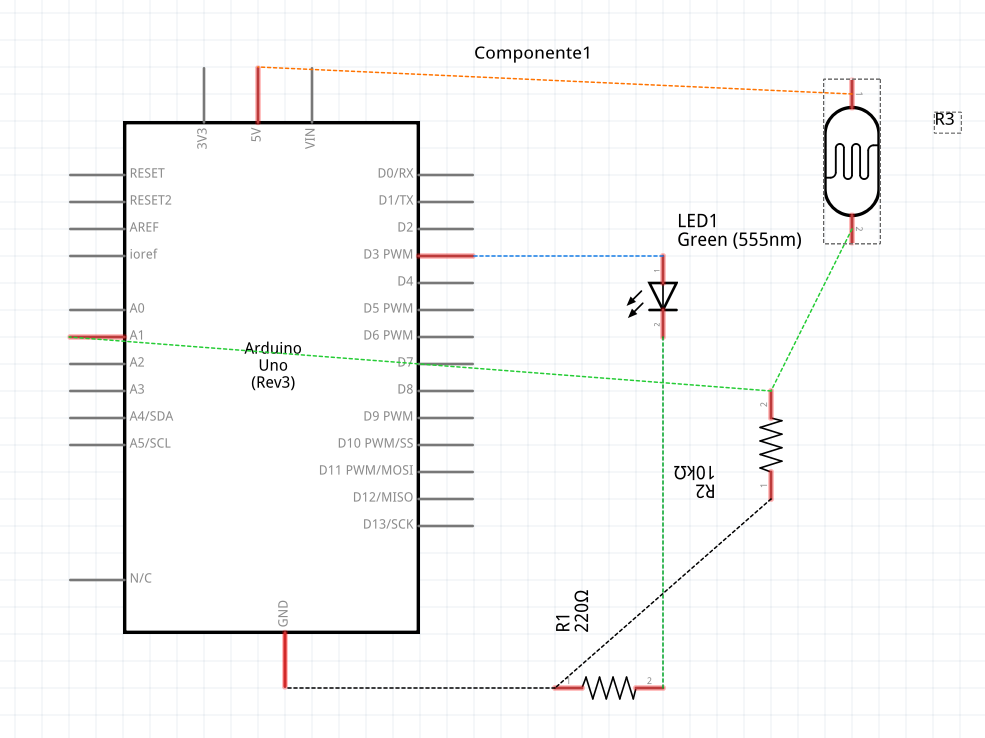 Componente1
3V3
5V
VIN
1
R3
2
RESET
RESET2
AREF
ioref
A0
A1
A2
A3
A4/SDA
A5/SCL
N/C
D0/RX
D1/TX
D2
D3 PWM
D4
D5 PWM
D6 PWM
D7
D8
D9 PWM
D10 PWM/SS
D11 PWM/MOSI
D12/MISO
D13/SCK
Arduino
Uno
(Rev3)
GND
LED1
Green (555nm)
1
2
2
R2
10kΩ
1
R1
220Ω
1
2